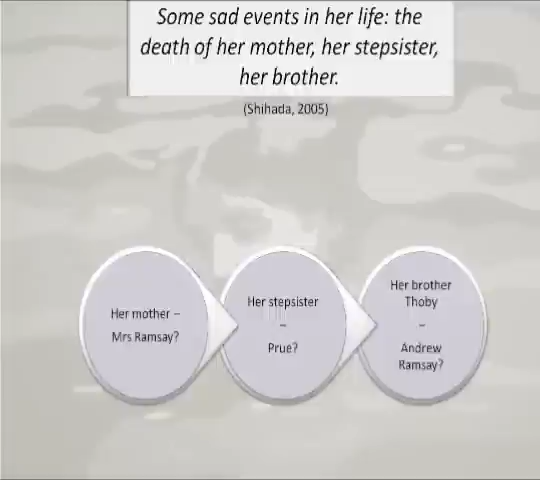 Some sad events in her life: the
death of her mother, her stepsister,
her brother.
(Shihada, 2005)
Her mother –
Mrs Ramsay?
Her stepsister
–
Prue?
Her brother
Thoby
–
Andrew
Ramsay?